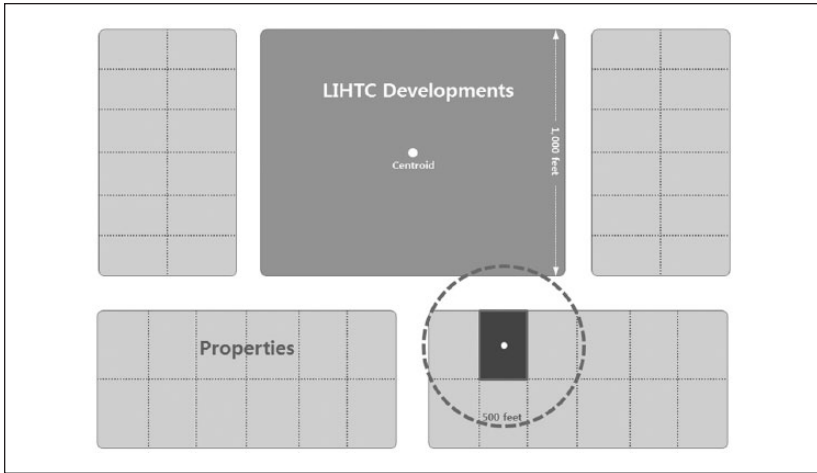 LIHTC Developments
Centroid
1,000 feet
Properties
500 feet